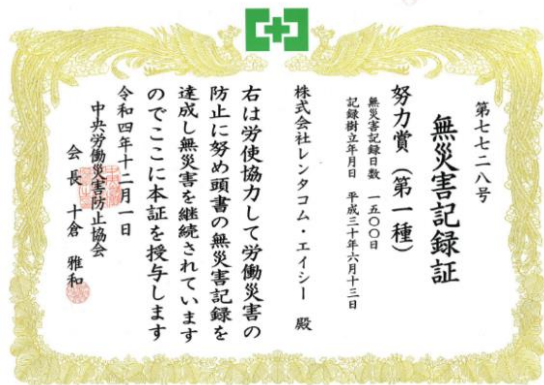 第七七二八号
無災害記録証
努力賞（第一種）
無災害記録日数　一五〇〇日
記録樹立年月日　平成三十年六月十三日
株式会社レンタコム・エイシー　殿
右は労使協力して労働災害の
防止に努め頭書の無災害記録を
達成し無災害を継続されています
のでここに本証を授与します
令和四年十二月一日
中央労働災害防止協会
会長　十倉　雅和